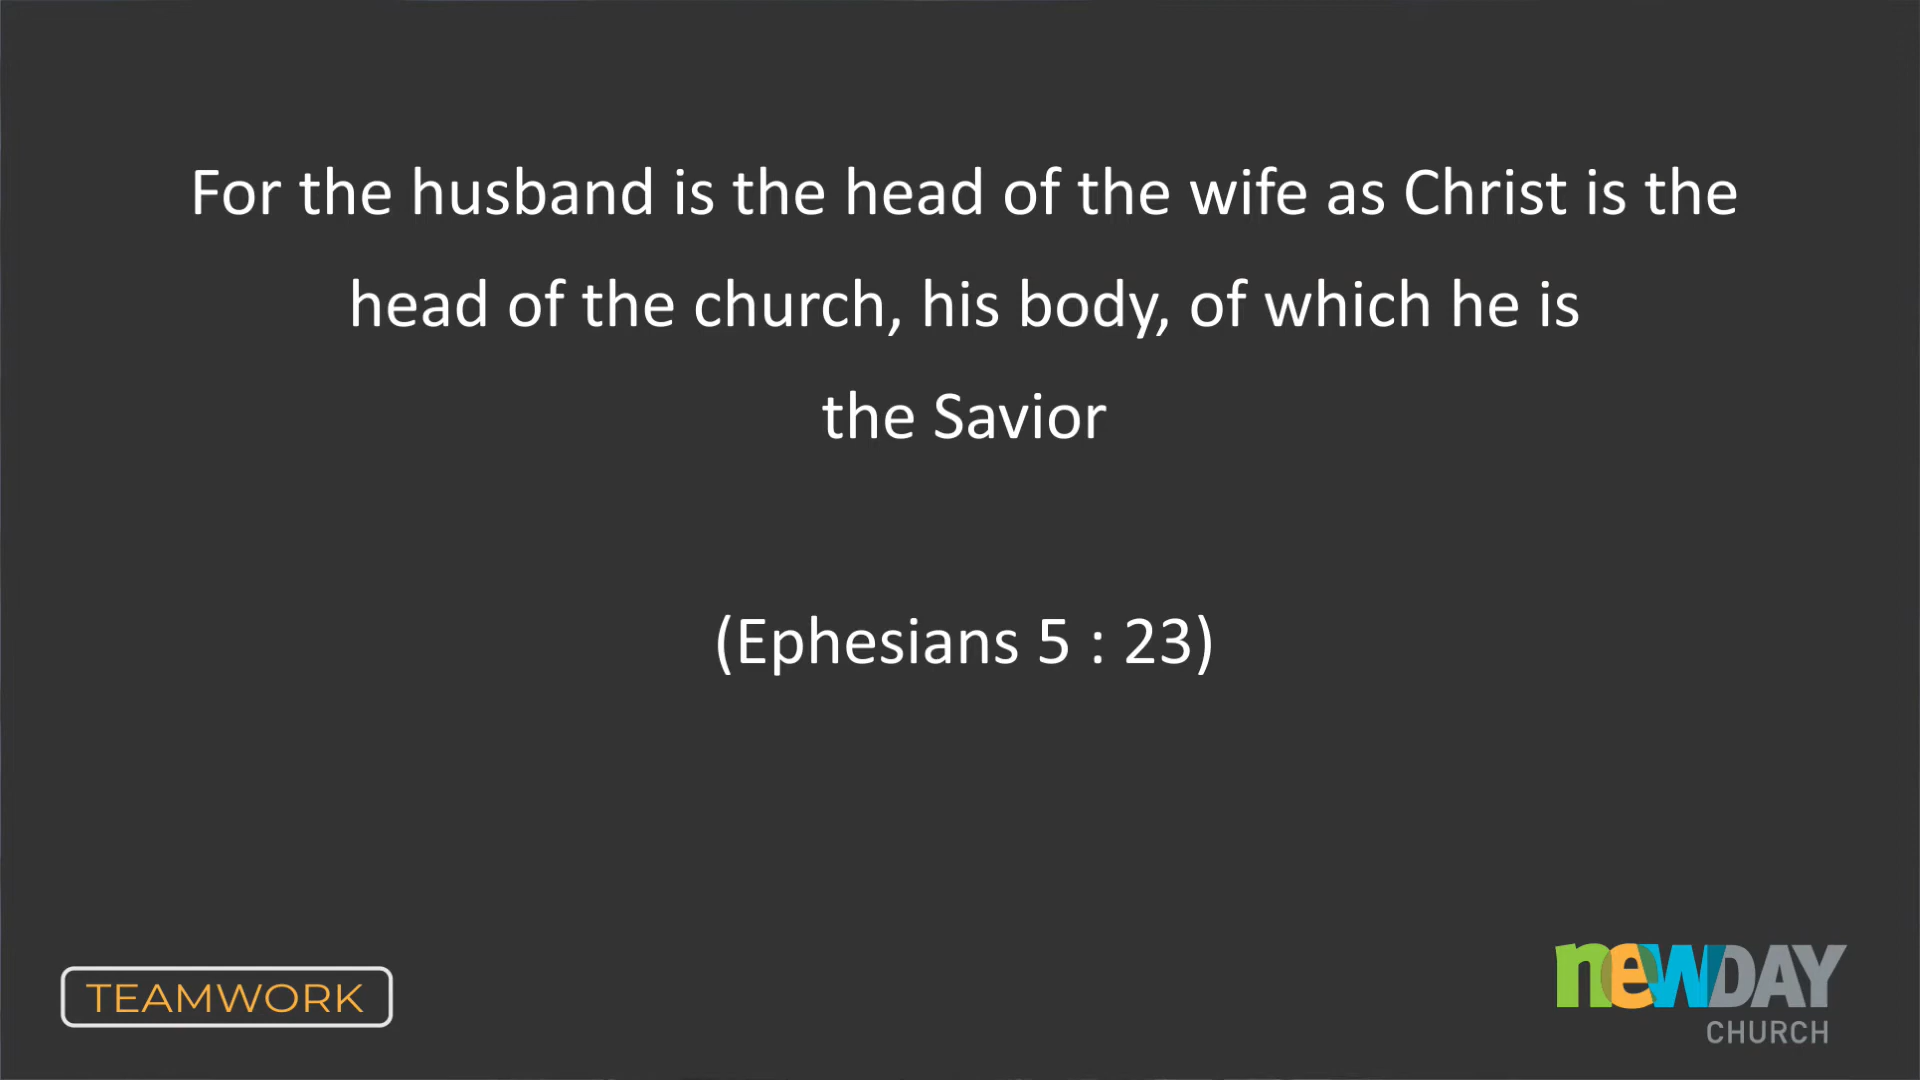 For the husband is the head of the wife as Christ is the
head of the church, his body, of which he is
the Savior
(Ephesians 5 : 23)
TEAMWORK
newDAY
CHURCH